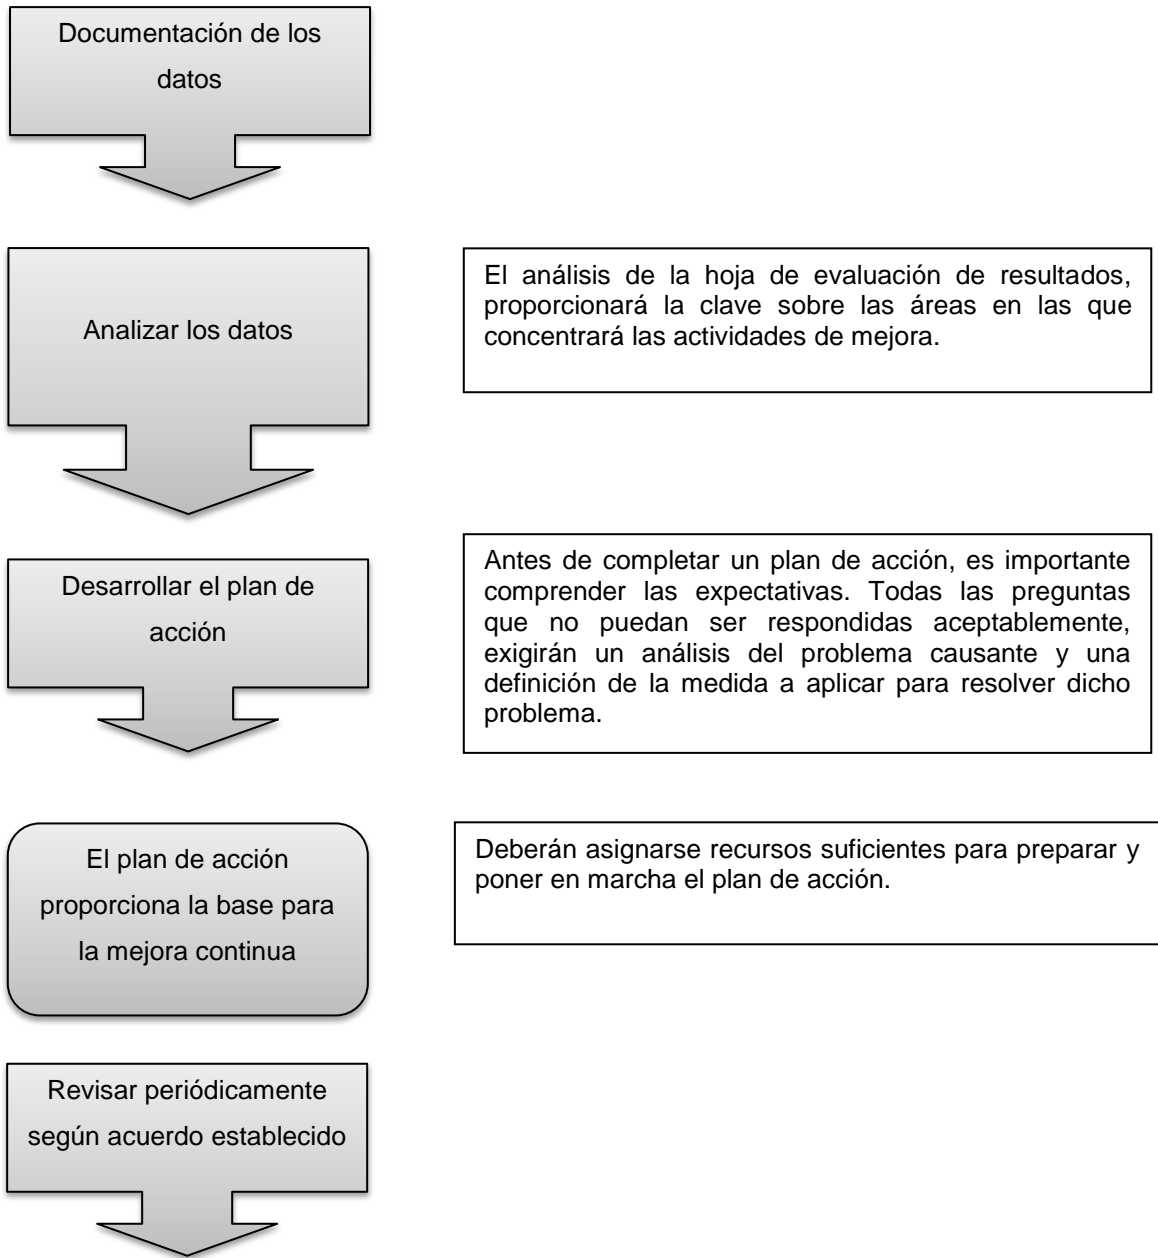 Documentación de los
datos
Analizar los datos
El análisis de la hoja de evaluación de resultados,
proporcionará la clave sobre las áreas en las que
concentrará las actividades de mejora.
Desarrollar el plan de
acción
Antes de completar un plan de acción, es importante
comprender las expectativas. Todas las preguntas
que no puedan ser respondidas aceptablemente,
exigirán un análisis del problema causante y una
definición de la medida a aplicar para resolver dicho
problema.
El plan de acción
proporciona la base para
la mejora continua
Deberán asignarse recursos suficientes para preparar y
poner en marcha el plan de acción.
Revisar periódicamente
según acuerdo establecido